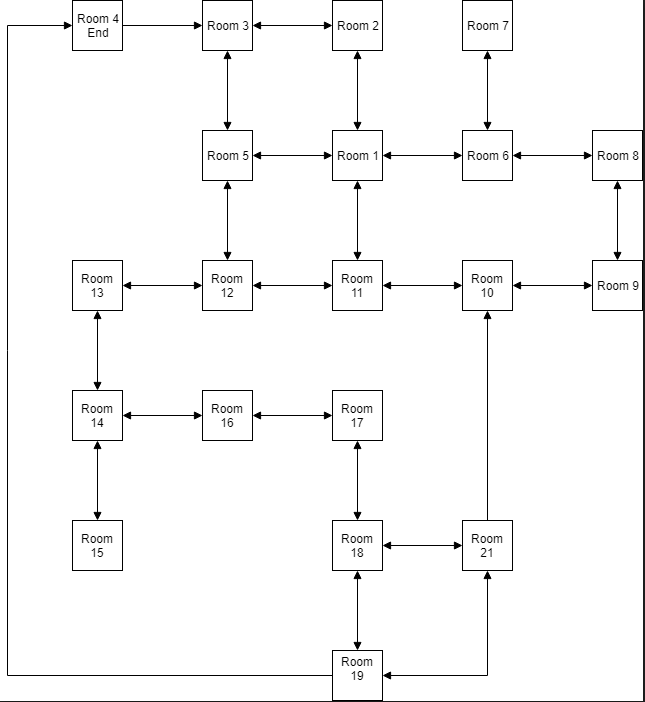 Room 4
End
Room 3
Room 2
Room 7
Room 5
Room 1
Room 6
Room 8
Room
13
Room
12
Room
11
Room
10
Room 9
Room
14
Room
16
Room
17
Room
15
Room
18
Room
21
Room
19